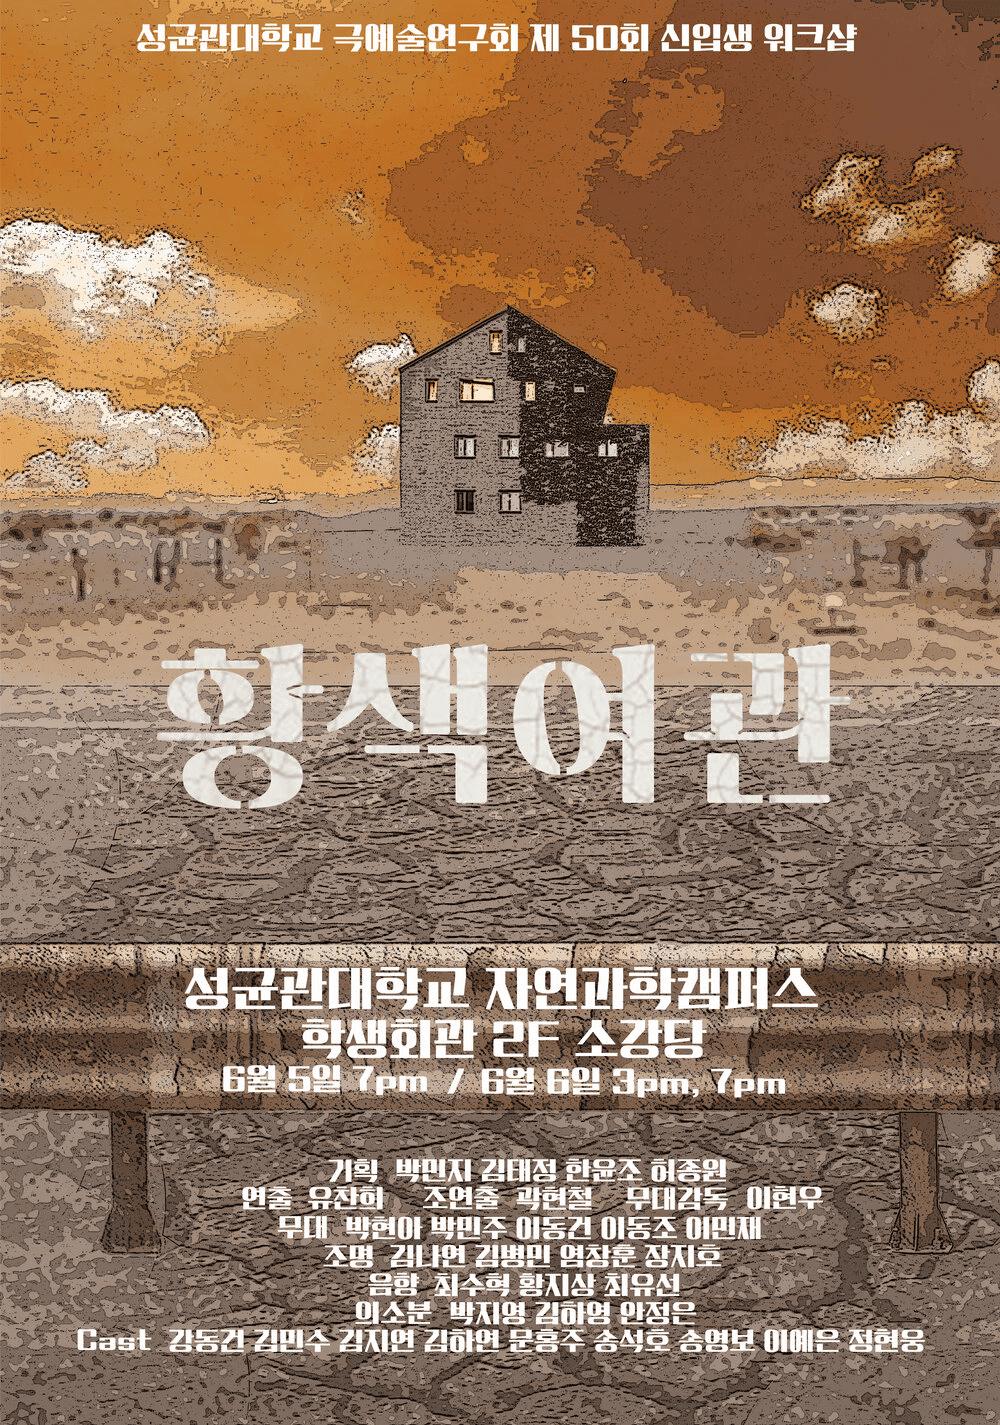 성균관대학교 극예술연구회 제 50회 신입생 워크샵
황색여관
성균관대학교 자연과학캠퍼스
학생회관 2F 소강당
6월 5일 7pm / 6월 6일 3pm, 7pm
기획 박민지 김태정 한윤조 허종원
연출 유찬희 조연출 곽현철 무대감독 이현우
무대 박현아 박민주 이동건 이동조 이민재
조명 김나연 김병민 염창훈 장지호
음향 최수혁 황지상 최유선
의소분 박지영 김하영 안정은
Cast 강동건 김민수 김지연 김하연 문홍주 송석호 송영보 이예은 정현웅